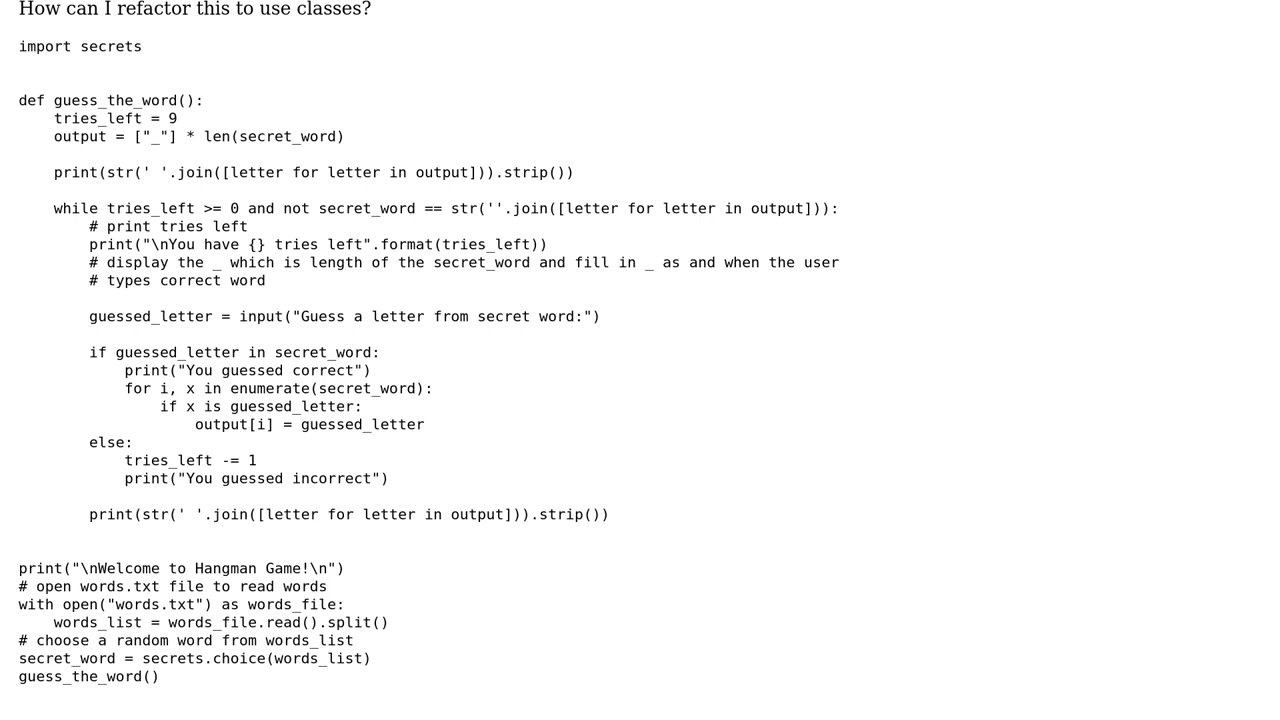 How can I refactor this to use classes?
import secrets
def guess_the_word():
    tries_left = 9
    output = ["_"] * len(secret_word)
    print(str(' '.join([letter for letter in output])).strip())
    while tries_left >= 0 and not secret_word == str(''.join([letter for letter in output])):
        # print tries left
        print("\nYou have {} tries left".format(tries_left))
        # display the _ which is length of the secret_word and fill in _ as and when the user
        # types correct word
        guessed_letter = input("Guess a letter from secret word:")
        if guessed_letter in secret_word:
            print("You guessed correct")
            for i, x in enumerate(secret_word):
                if x is guessed_letter:
                    output[i] = guessed_letter
        else:
            tries_left -= 1
            print("You guessed incorrect")
        print(str(' '.join([letter for letter in output])).strip())
print("\nWelcome to Hangman Game!\n")
# open words.txt file to read words
with open("words.txt") as words_file:
    words_list = words_file.read().split()
# choose a random word from words_list
secret_word = secrets.choice(words_list)
guess_the_word()